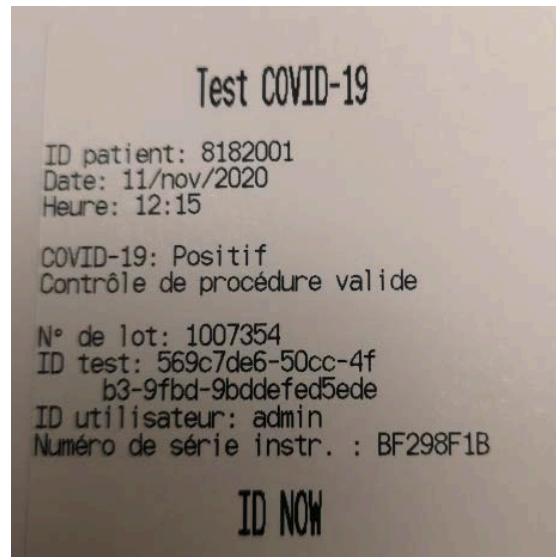 Test COVID-19
ID patient: 8182001
Date: 11/nov/2020
Heure: 12:15
COVID-19: Positif
Contrôle de procédure valide
N° de lot: 1007354
ID test: 569c7de6-50cc-4f
b3-9fbd-9bddefed5ede
ID utilisateur: admin
Numéro de série instr. : BF298F1B
ID NOW